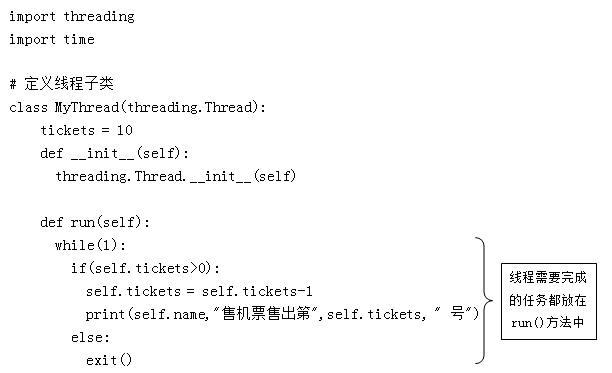 import threading
import time
# 定义线程子类
class MyThread(threading.Thread):
tickets = 10
def __init__(self):
threading.Thread.__init__(self)
def run(self):
while(1):
if(self.tickets>0):
self.tickets = self.tickets-1
print(self.name,"售机票售出第",self.tickets, " 号")
else:
exit()
线程需要完成
的任务都放在
run()方法中